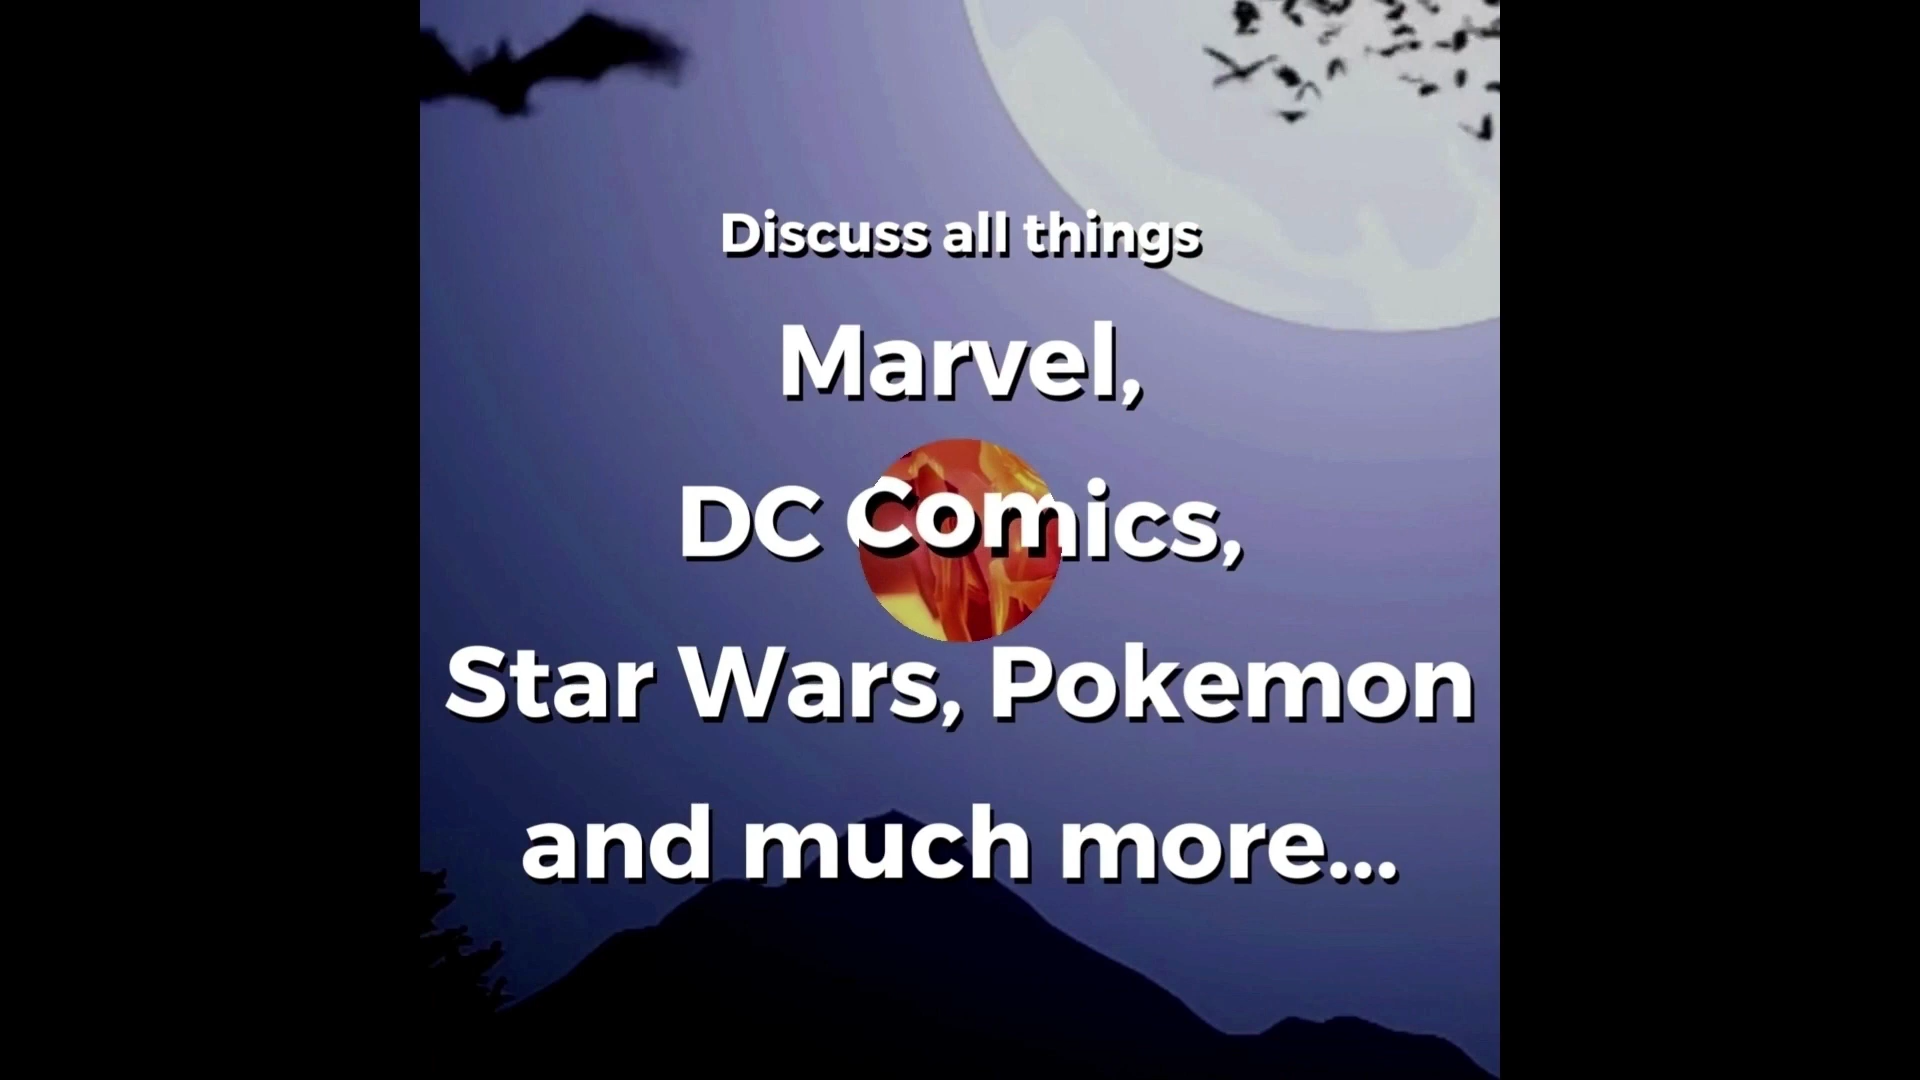 Discuss all things
Marvel,
DC Comics,
Star Wars, Pokemon
and much more...